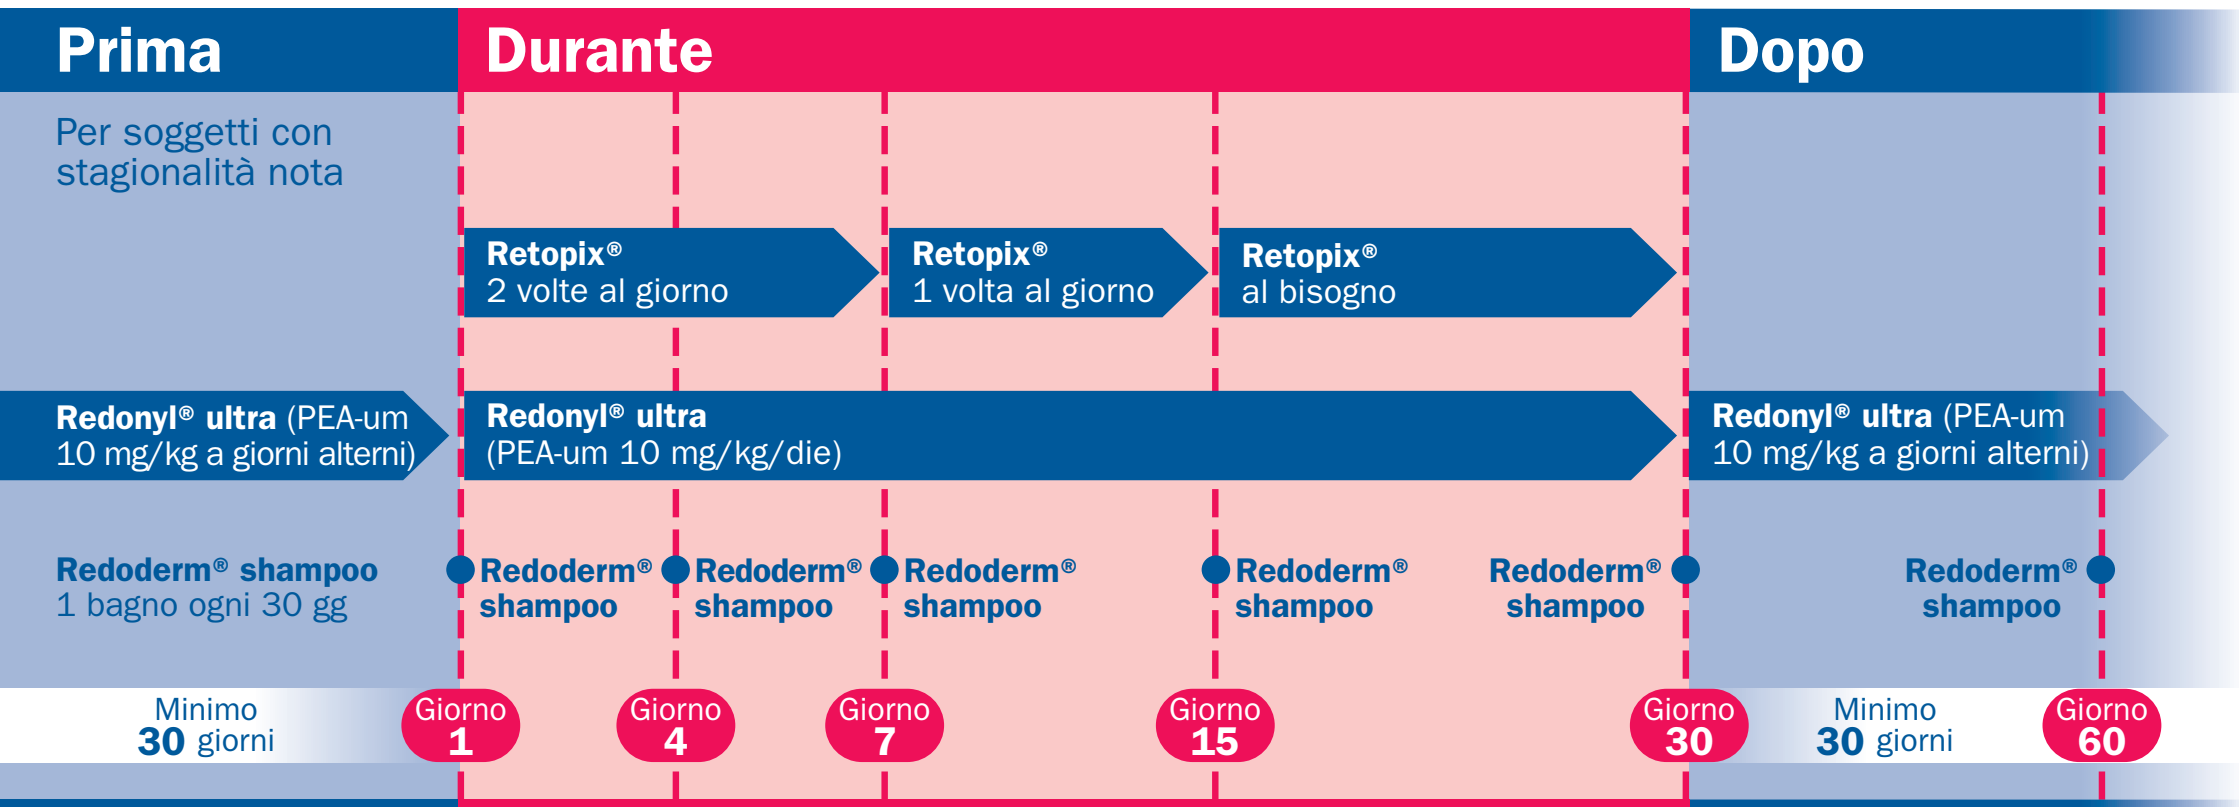 Prima
Durante
Dopo
Per soggetti con
stagionalità nota
Retopix®
2 volte al giorno
Retopix®
1 volta al giorno
Retopix®
al bisogno
Redonyl® ultra (PEA-um
10 mg/kg a giorni alterni)
Redonyl® ultra
(PEA-um 10 mg/kg/die)
Redonyl® ultra (PEA-um
10 mg/kg a giorni alterni)
Redoderm® shampoo
1 bagno ogni 30 gg
Redoderm®
shampoo
Redoderm®
shampoo
Redoderm®
shampoo
Redoderm®
shampoo
Redoderm®
shampoo
Redoderm®
shampoo
Minimo
30 giorni
Giorno
1
Giorno
4
Giorno
7
Giorno
15
Giorno
30
Minimo
30 giorni
Giorno
60